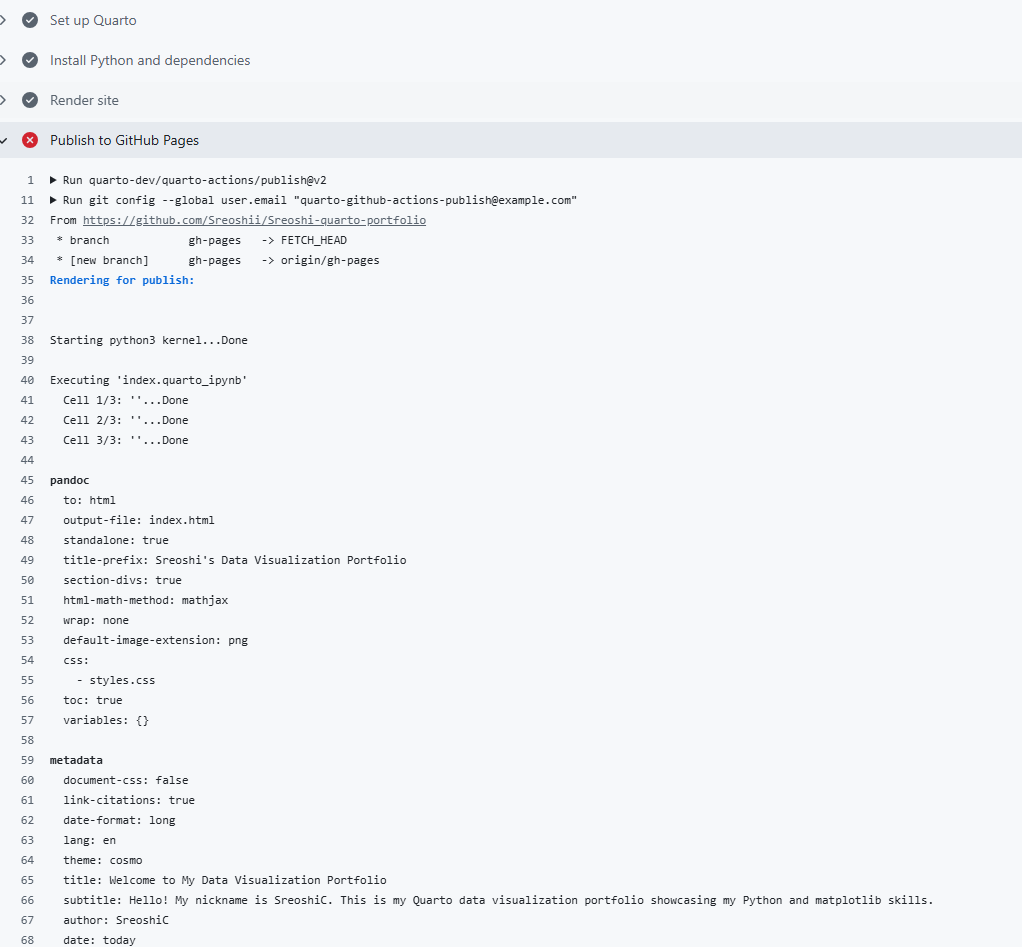 Set up Quarto
Install Python and dependencies
Render site
Publish to GitHub Pages
1 Run quarto-dev/quarto-actions/publish@v2
11 Run git config --global user.email "quarto-github-actions-publish@example.com"
32 From https://github.com/Sreoshii/Sreoshi-quarto-portfolio
33 * branch gh-pages -> FETCH_HEAD
34 * [new branch] gh-pages -> origin/gh-pages
35 Rendering for publish:
36
37
38 Starting python3 kernel...Done
39
40 Executing 'index.quarto_ipynb'
41 Cell 1/3: ''...Done
42 Cell 2/3: ''...Done
43 Cell 3/3: ''...Done
44
45 pandoc
46 to: html
47 output-file: index.html
48 standalone: true
49 title-prefix: Sreoshi's Data Visualization Portfolio
50 section-divs: true
51 html-math-method: mathjax
52 wrap: none
53 default-image-extension: png
54 css:
55 - styles.css
56 toc: true
57 variables: {}
58
59 metadata
60 document-css: false
61 link-citations: true
62 date-format: long
63 lang: en
64 theme: cosmo
65 title: Welcome to My Data Visualization Portfolio
66 subtitle: Hello! My nickname is SreoshiC. This is my Quarto data visualization portfolio showcasing my Python and matplotlib skills.
67 author: SreoshiC
68 date: today